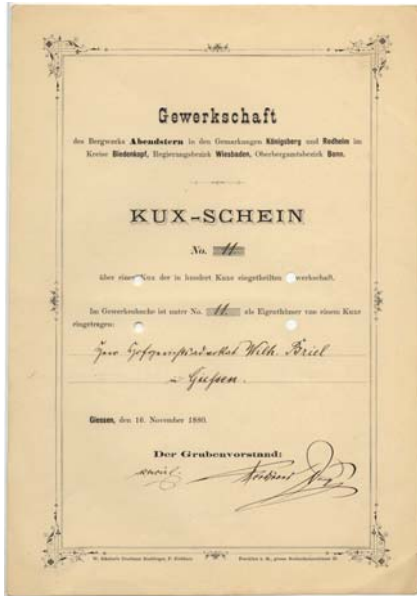 Gewerkschaft
des Bergwerks Abendstern in den Gemarkungen Königsberg und Rodheim im
Kreise Biedenkopf, Regierungsbezirk Wiesbaden, Oberbergamtsbezirk Bonn.
KUX-SCHEIN
No. 11.
über einen Kux der in hundert Kuxe eingetheilten Gewerkschaft.
Im Gewerkenbuche ist unter No. 11. als Eigenthümer von einem Kuxe
eingetragen:
Herr Hofgerichtsadvokat Wilh. Briel
in Giessen.
Giessen, den 16. November 1880.
Der Grubenvorstand: